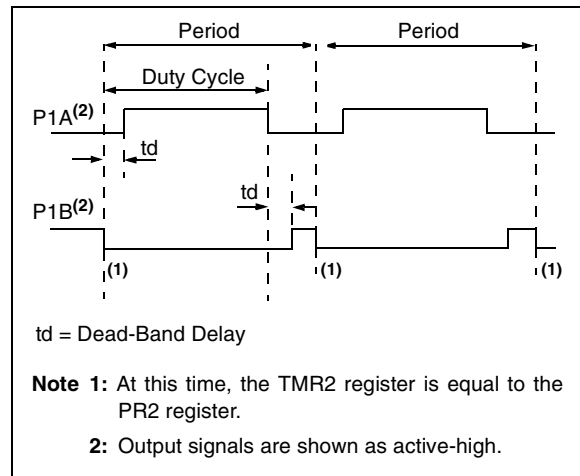 Period Period
Duty Cycle
P1A(2)
td
td
P1B(2)
(1) (1) (1)
td = Dead-Band Delay
Note 1: At this time, the TMR2 register is equal to the
PR2 register.
2: Output signals are shown as active-high.